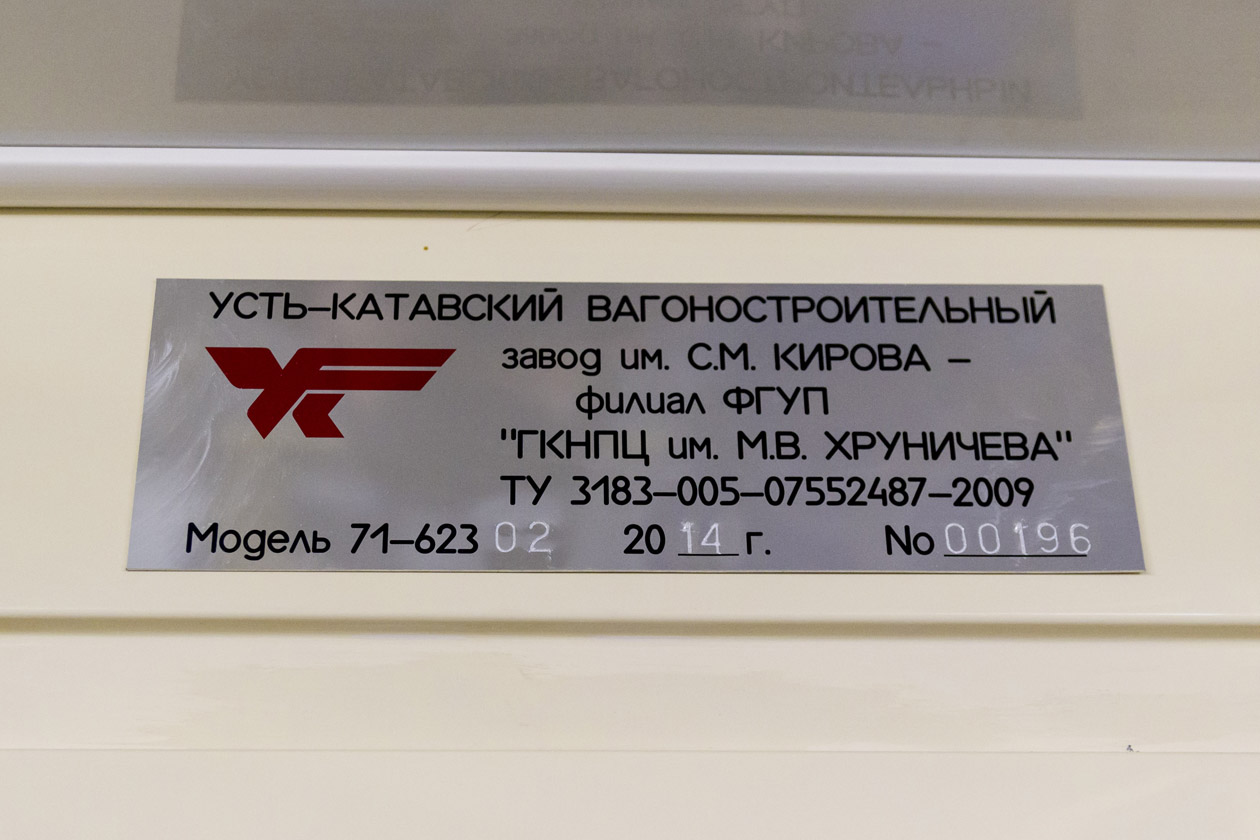 УСТЬ–КАТАВСКИЙ ВАГОНОСТРОИТЕЛЬНЫЙ
завод им. С.М. КИРОВА –
филиал ФГУП
"ГКНПЦ им. М.В. ХРУНИЧЕВА"
ТУ 3183–005–07552487–2009
Модель 71–623 02 2014 г. No 00196